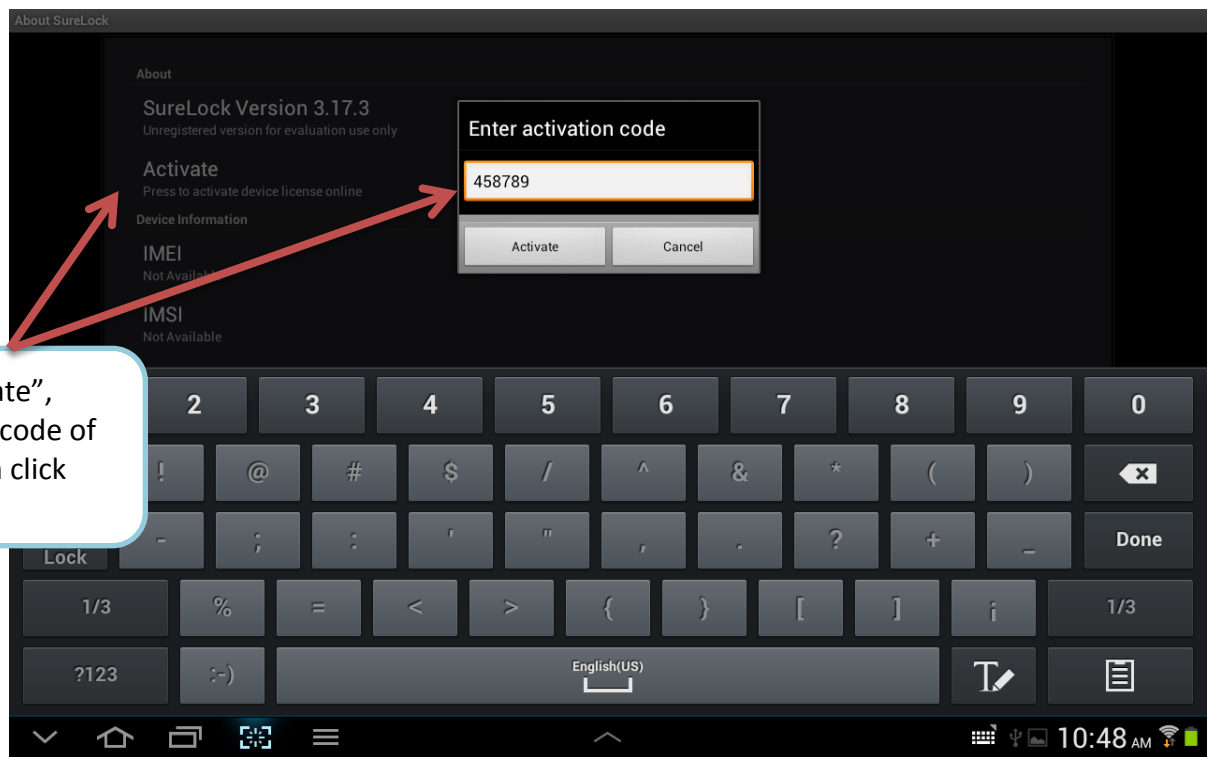 About SureLock
About
SureLock Version 3.17.3
Unregistered version for evaluation use only
Activate
Press to activate device license online
Device Information
IMEI
Not Available
IMSI
Not Available
Enter activation code
458789
Activate Cancel
ate”,
code of
click
2 3 4 5 6 7 8 9 0
! @ # $ / ^ & * ( )
- ; : ' " , . ? + _ Done
Lock
1/3 % = < > { } [ ] ¡ 1/3
?123 :-) English(US)
10:48 AM